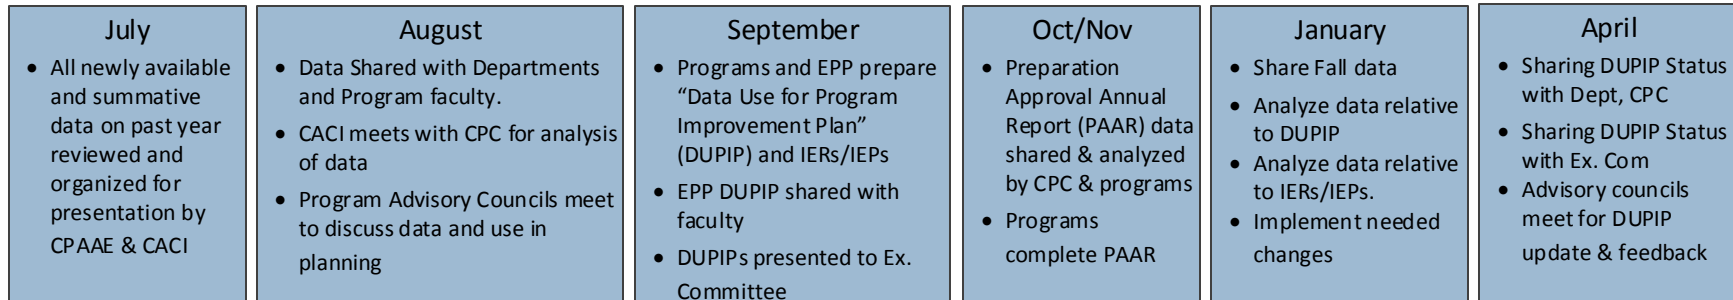 July
• All newly available
and summative
data on past year
reviewed and
organized for
presentation by
CPAAE & CACI
August
• Data Shared with Departments
and Program faculty.
• CACI meets with CPC for analysis
of data
• Program Advisory Councils meet
to discuss data and use in
planning
September
• Programs and EPP prepare
“Data Use for Program
Improvement Plan”
(DUPIP) and IERs/IEPs
• EPP DUPIP shared with
faculty
• DUPIPs presented to Ex.
Committee
Oct/Nov
• Preparation
Approval Annual
Report (PAAR) data
shared & analyzed
by CPC & programs
• Programs
complete PAAR
January
• Share Fall data
• Analyze data relative
to DUPIP
• Analyze data relative
to IERs/IEPs.
• Implement needed
changes
April
• Sharing DUPIP Status
with Dept, CPC
• Sharing DUPIP Status
with Ex. Com
• Advisory councils
meet for DUPIP
update & feedback